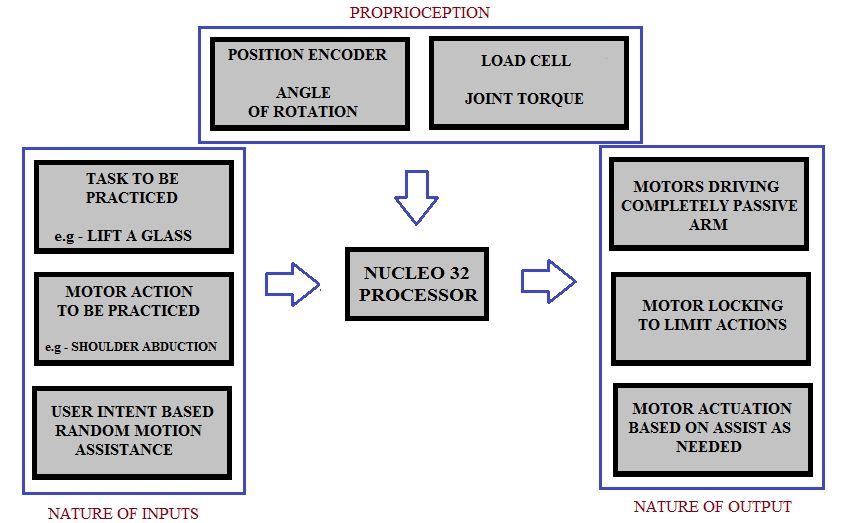 PROPRIOCEPTION
POSITION ENCODER
ANGLE
OF ROTATION
LOAD CELL
JOINT TORQUE
TASK TO BE
PRACTICED
e.g - LIFT A GLASS
MOTOR ACTION
TO BE PRACTICED
e.g - SHOULDER ABDUCTION
USER INTENT BASED
RANDOM MOTION
ASSISTANCE
NATURE OF INPUTS
NUCLEO 32
PROCESSOR
MOTORS DRIVING
COMPLETELY PASSIVE
ARM
MOTOR LOCKING
TO LIMIT ACTIONS
MOTOR ACTUATION
BASED ON ASSIST AS
NEEDED
NATURE OF OUTPUT